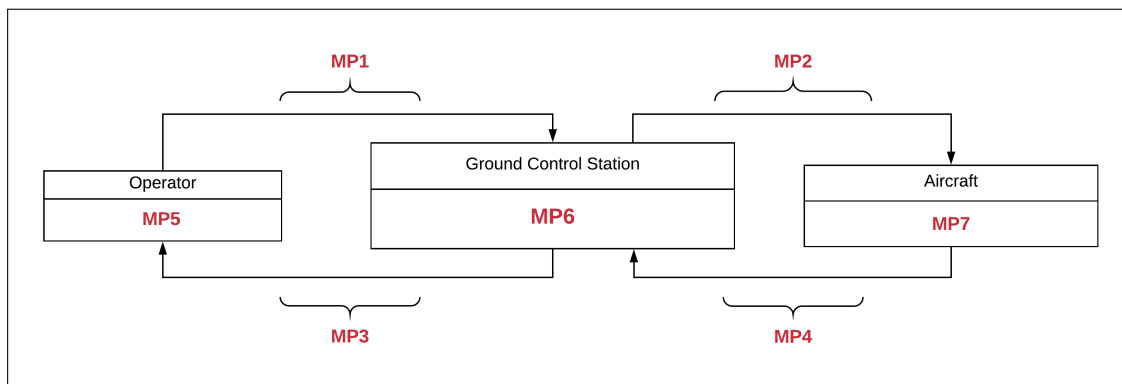 MP1
MP2
Ground Control Station
Operator
Aircraft
MP5
MP6
MP7
MP3
MP4